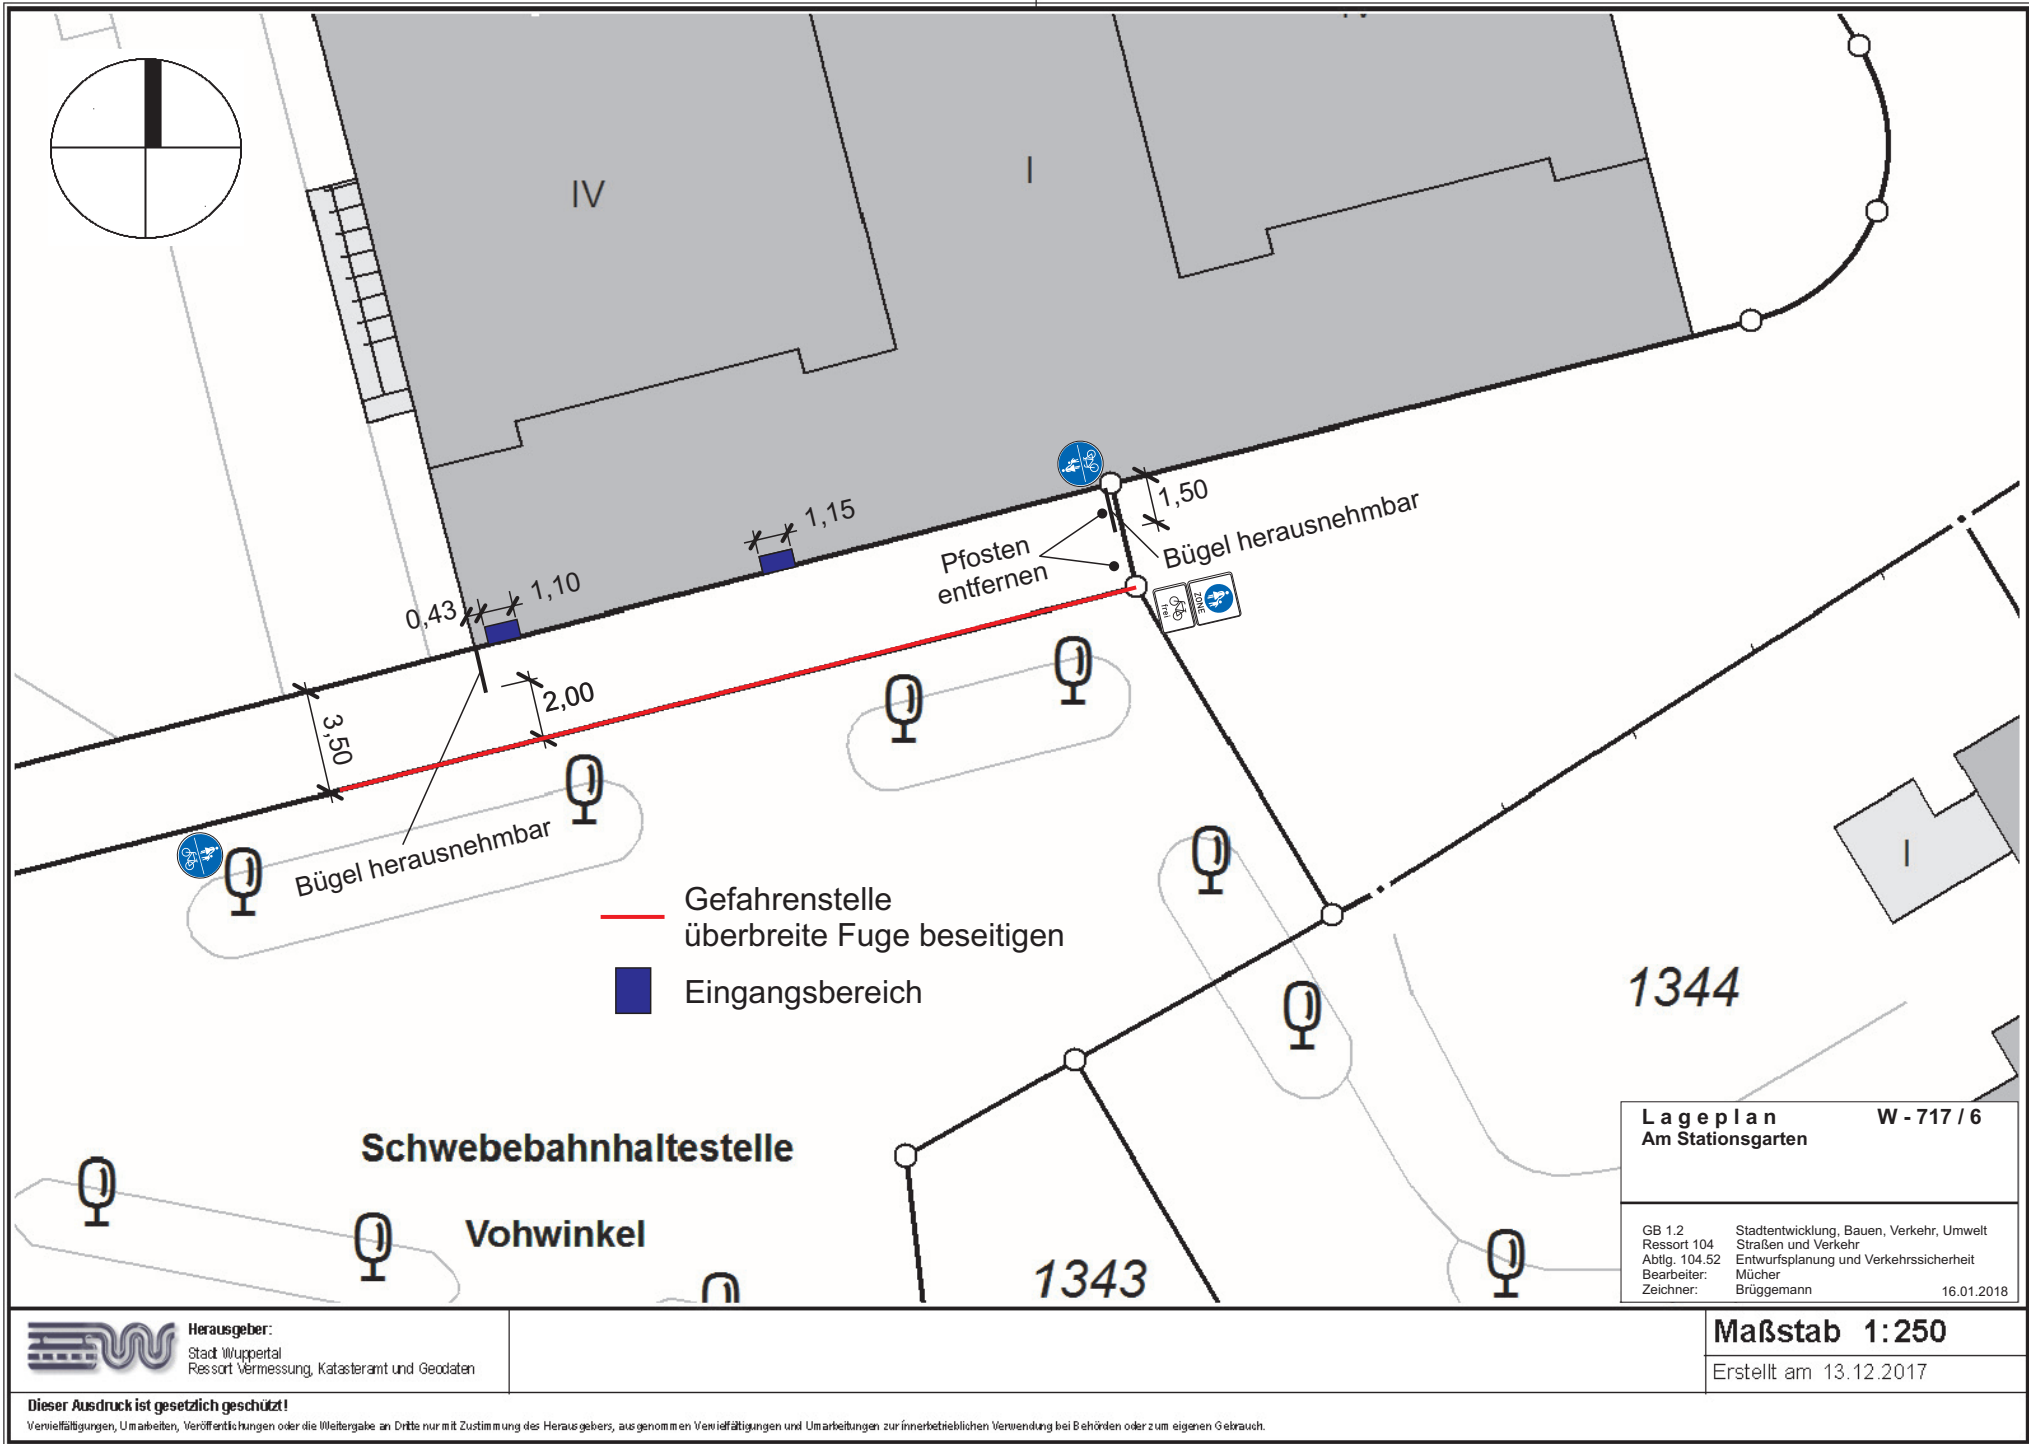 IV
I
1,15
1,10
0,43
1,50
Pfosten
entfernen
Bügel herausnehmbar
ZONE
frei
2,00
3,50
Bügel herausnehmbar
Gefahrenstelle
überbreite Fuge beseitigen
Eingangsbereich
I
1344
Schwebebahnhaltestelle
Vohwinkel
1343
Lageplan W - 717 / 6
Am Stationsgarten
GB 1.2 Stadtentwicklung, Bauen, Verkehr, Umwelt
Ressort 104 Straßen und Verkehr
Abtlg. 104.52 Entwurfsplanung und Verkehrssicherheit
Bearbeiter: Mücher
Zeichner: Brüggemann 16.01.2018
Herausgeber:
Stadt Wuppertal
Ressort Vermessung, Katasteramt und Geodaten
Maßstab 1:250
Erstellt am 13.12.2017
Dieser Ausdruck ist gesetzlich geschützt!
Vervielfältigungen, Umarbeiten, Veröffentlichungen oder die Weitergabe an Dritte nur mit Zustimmung des Herausgebers, ausgenommen Vervielfältigungen und Umarbeitungen zur innerbetrieblichen Verwendung bei Behörden oder zum eigenen Gebrauch.